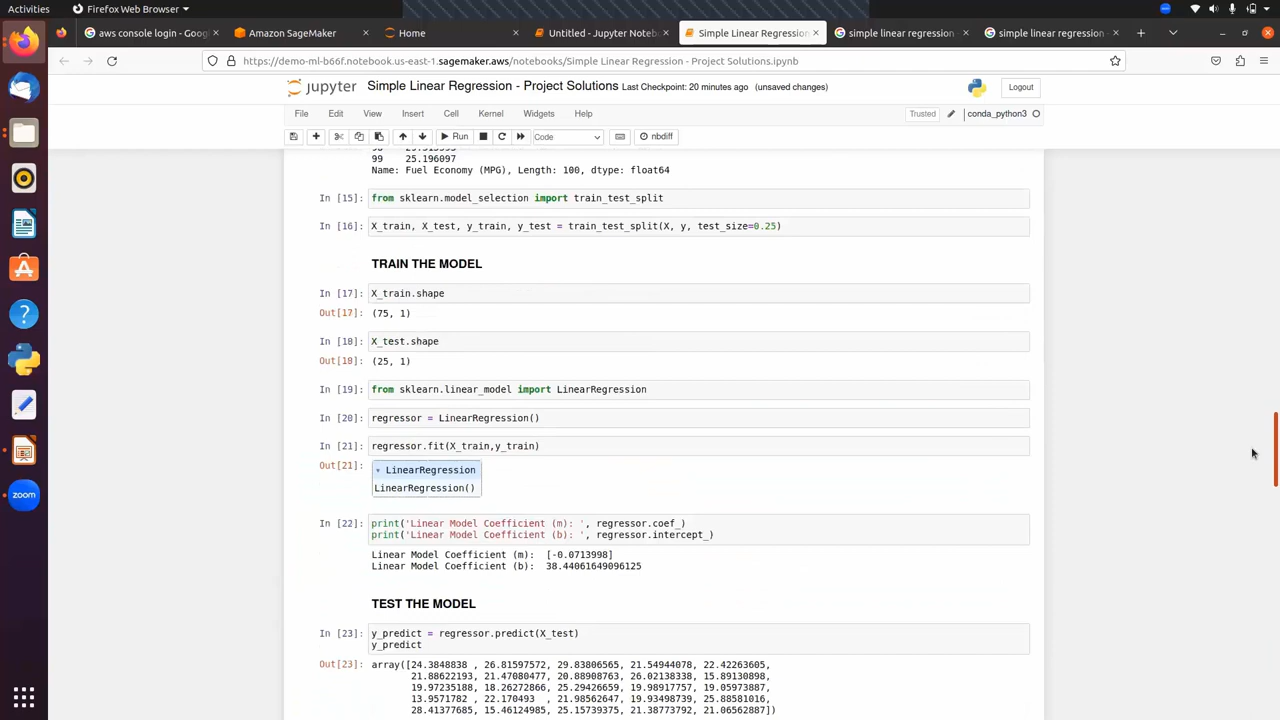 Activities
Firefox Web Browser
aws console login - Goog
Amazon SageMaker
Home
Untitled - Jupyter Noteb
Simple Linear Regression
simple linear regression
simple linear regression
https://demo-ml-b66f.notebook.us-east-1.sagemaker.aws/notebooks/Simple Linear Regression - Project Solutions.ipynb
jupyter Simple Linear Regression - Project Solutions Last Checkpoint: 20 minutes ago (unsaved changes)
Logout
File Edit View Insert Cell Kernel Widgets Help
Trusted
conda_python3
Run
Code
nbdiff
99 25.196097
Name: Fuel Economy (MPG), Length: 100, dtype: float64
In [15]: from sklearn.model_selection import train_test_split
In [16]: X_train, X_test, y_train, y_test = train_test_split(X, y, test_size=0.25)
TRAIN THE MODEL
In [17]: X_train.shape
Out[17]: (75, 1)
In [18]: X_test.shape
Out[18]: (25, 1)
In [19]: from sklearn.linear_model import LinearRegression
In [20]: regressor = LinearRegression()
In [21]: regressor.fit(X_train,y_train)
Out[21]: LinearRegression
LinearRegression()
In [22]: print('Linear Model Coefficient (m): ', regressor.coef_)
print('Linear Model Coefficient (b): ', regressor.intercept_)
Linear Model Coefficient (m): [-0.0713998]
Linear Model Coefficient (b): 38.44061649096125
TEST THE MODEL
In [23]: y_predict = regressor.predict(X_test)
y_predict
Out[23]: array([24.3848838 , 26.81597572, 29.83806565, 21.54944078, 22.42263605,
21.88622193, 21.47080477, 20.88908763, 26.02138338, 15.89130898,
19.97235188, 18.26272866, 25.29426659, 19.98917757, 19.05973887,
13.9571782 , 22.170493 , 21.98562647, 19.93498739, 25.88581016,
28.41377685, 15.46124985, 25.15739375, 21.38773792, 21.06562887])
zoom